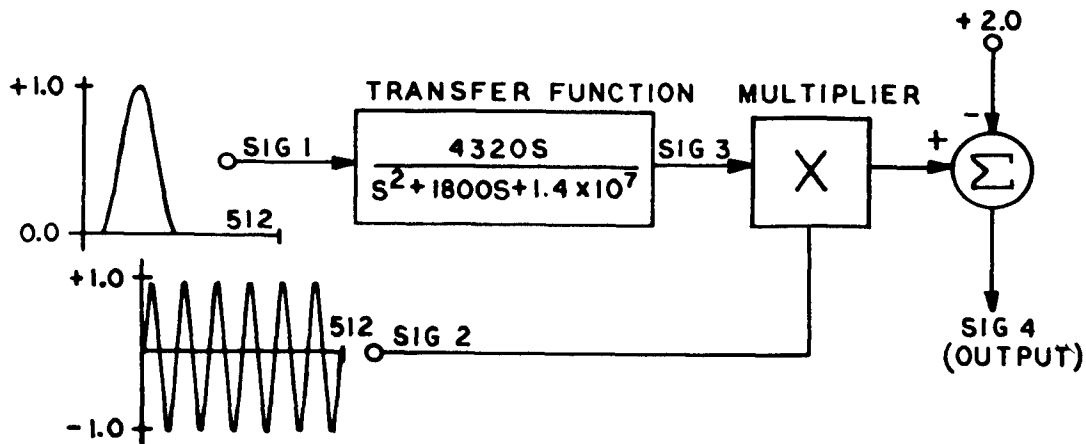 + 2.0
+1.0
TRANSFER FUNCTION
MULTIPLIER
-
+
SIG 1
4320S
S² + 1800S + 1.4 x 10⁷
SIG 3
X
Σ
512
0.0
+1.0
512
SIG 2
SIG 4
(OUTPUT)
-1.0